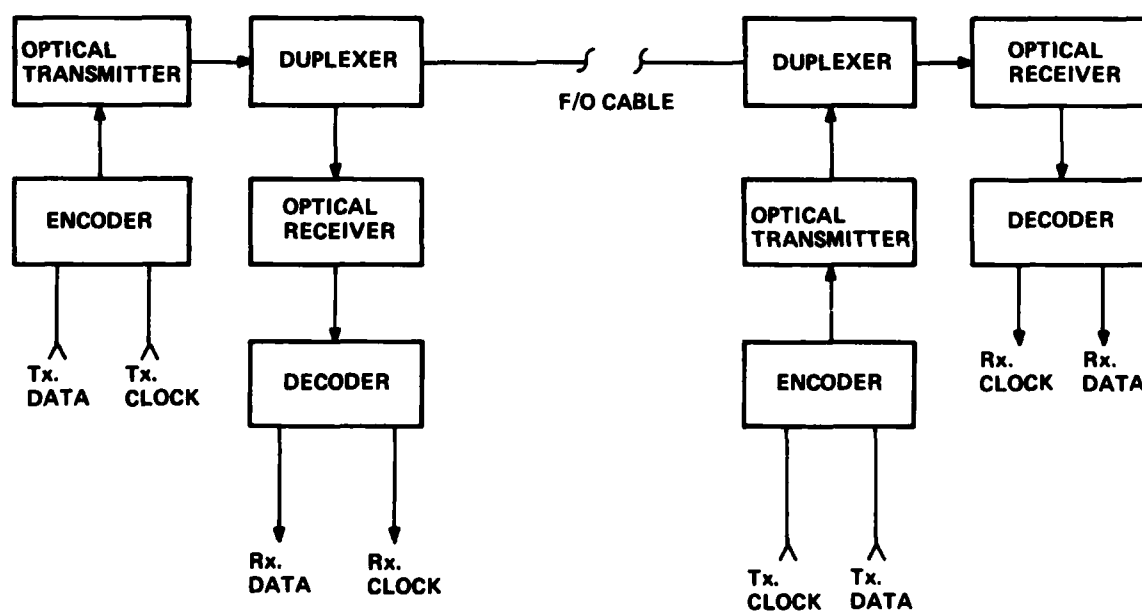 OPTICAL
TRANSMITTER
DUPLEXER
F/O CABLE
DUPLEXER
OPTICAL
RECEIVER
ENCODER
OPTICAL
RECEIVER
OPTICAL
TRANSMITTER
DECODER
Tx.
DATA
Tx.
CLOCK
DECODER
ENCODER
Rx.
CLOCK
Rx.
DATA
Rx.
DATA
Rx.
CLOCK
Tx.
CLOCK
Tx.
DATA